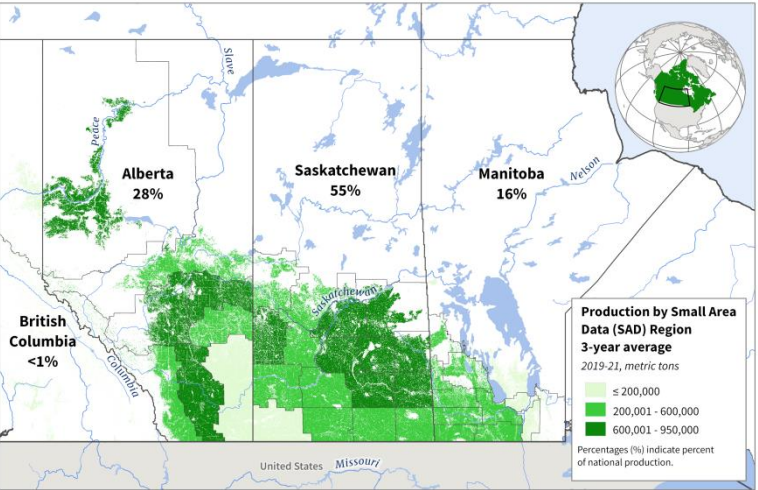 Slave
Peace
Alberta
28%
Saskatchewan
55%
Manitoba
16%
Nelson
Saskatchewan
British
Columbia
<1%
Columbia
Production by Small Area
Data (SAD) Region
3-year average
2019-21, metric tons
≤ 200,000
200,001 - 600,000
600,001 - 950,000
Percentages (%) indicate percent
of national production.
United States
Missouri